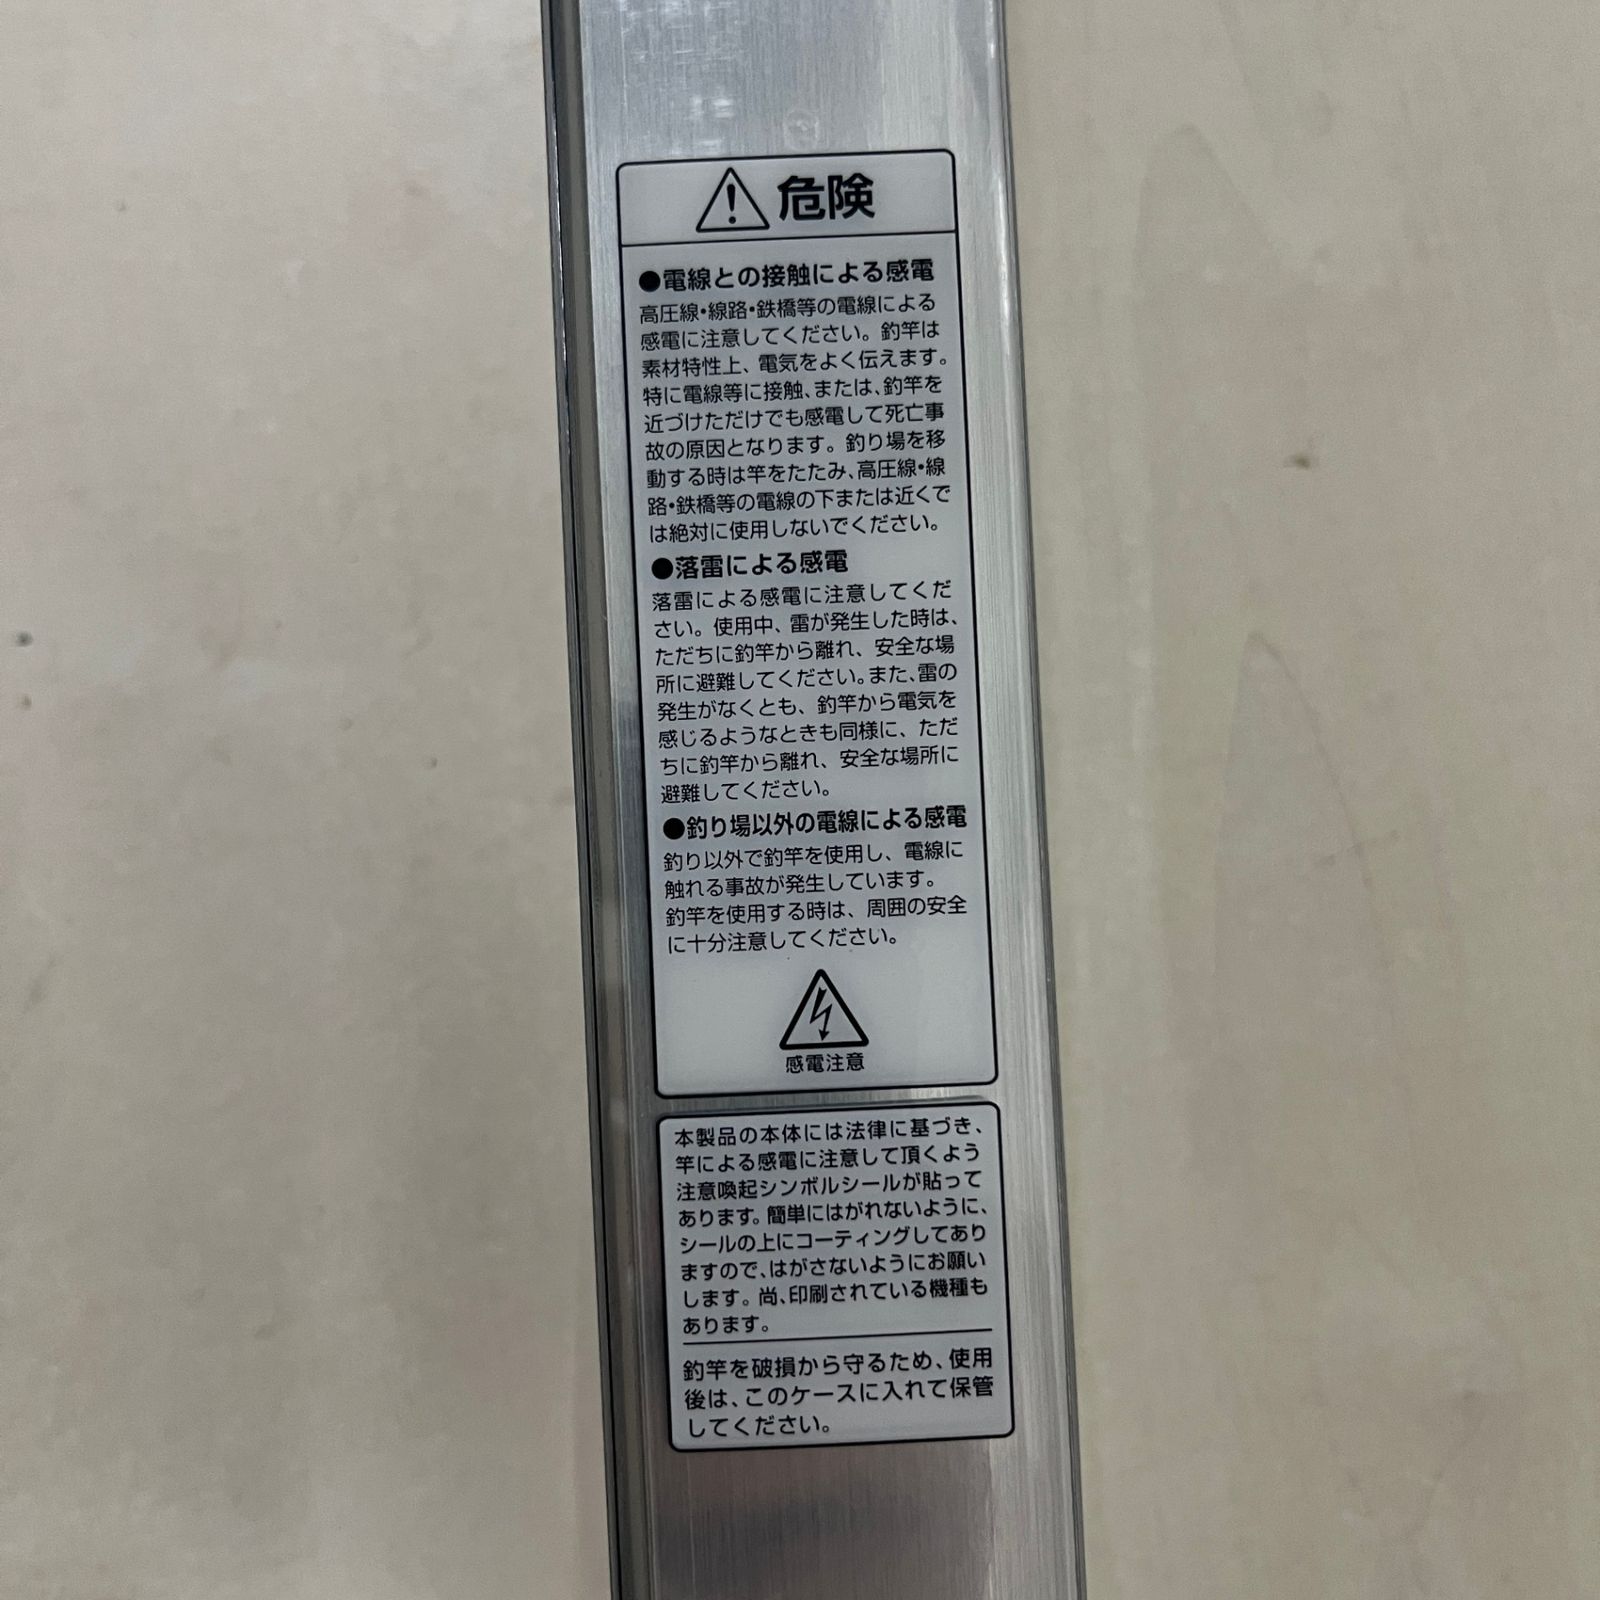 危険
●電線との接触による感電
高圧線・線路・鉄橋等の電線による
感電に注意してください。釣竿は
素材特性上、電気をよく伝えます。
特に電線等に接触、または、釣竿を
近づけただけでも感電して死亡事
故の原因となります。釣り場を移
動する時は竿をたたみ、高圧線・線
路・鉄橋等の電線の下または近くで
は絶対に使用しないでください。
●落雷による感電
落雷による感電に注意してくだ
さい。使用中、雷が発生した時は、
ただちに釣竿から離れ、安全な場
所に避難してください。また、雷の
発生がなくとも、釣竿から電気を
感じるようなときも同様に、ただ
ちに釣竿から離れ、安全な場所に
避難してください。
●釣り場以外の電線による感電
釣り以外で釣竿を使用し、電線に
触れる事故が発生しています。
釣竿を使用する時は、周囲の安全
に十分注意してください。
感電注意
本製品の本体には法律に基づき、
竿による感電に注意して頂くよう
注意喚起シンボルシールが貼って
あります。簡単にはがれないように、
シールの上にコーティングしてあり
ますので、はがさないようにお願い
します。尚、印刷されている機種も
あります。
釣竿を破損から守るため、使用
後は、このケースに入れて保管
してください。